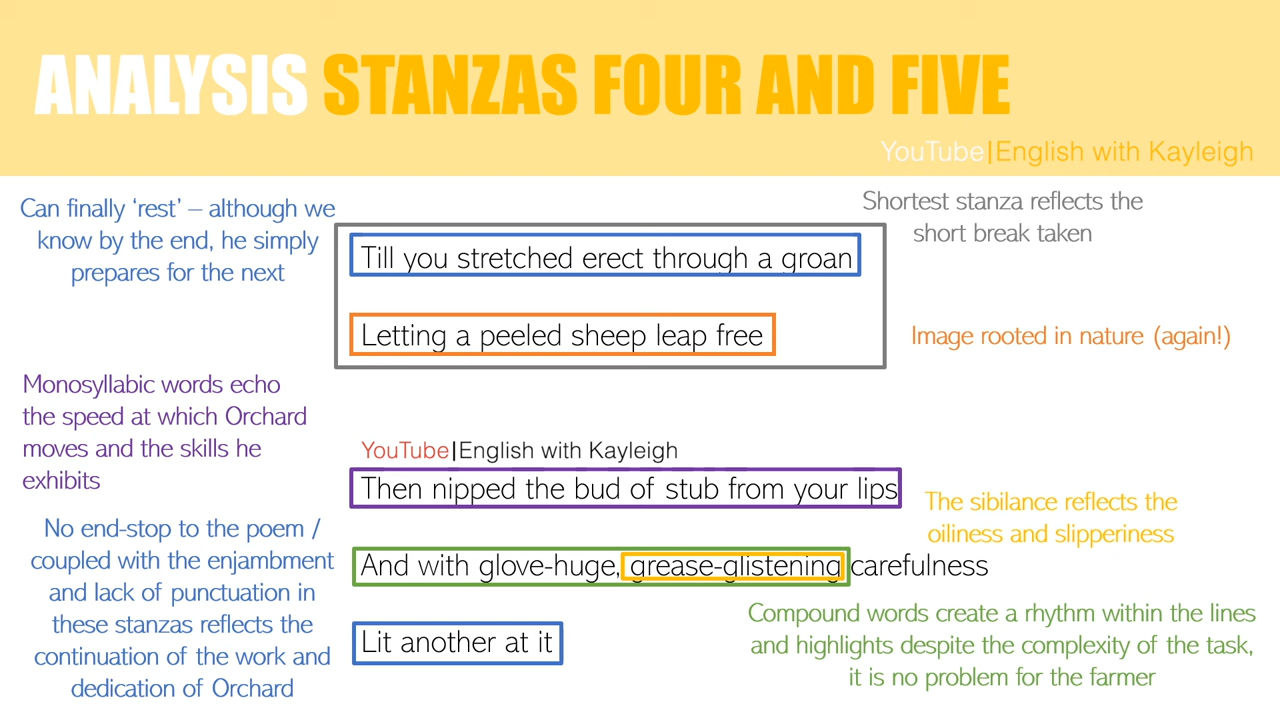 ANALYSIS STANZAS FOUR AND FIVE
YouTube|English with Kayleigh
Can finally ‘rest’ – although we
know by the end, he simply
prepares for the next
Shortest stanza reflects the
short break taken
Till you stretched erect through a groan
Letting a peeled sheep leap free
Image rooted in nature (again!)
Monosyllabic words echo
the speed at which Orchard
moves and the skills he
exhibits
YouTube|English with Kayleigh
Then nipped the bud of stub from your lips
The sibilance reflects the
oiliness and slipperiness
No end-stop to the poem /
coupled with the enjambment
and lack of punctuation in
these stanzas reflects the
continuation of the work and
dedication of Orchard
And with glove-huge, grease-glistening carefulness
Compound words create a rhythm within the lines
and highlights despite the complexity of the task,
it is no problem for the farmer
Lit another at it